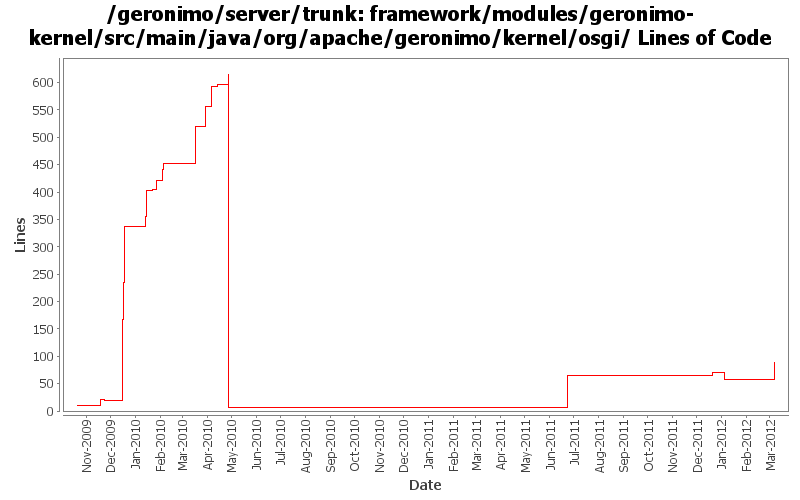 /geronimo/server/trunk: framework/modules/geronimo-
kernel/src/main/java/org/apache/geronimo/kernel/osgi/ Lines of Code
600
550
500
450
400
350
300
250
200
150
100
50
0
Lines
Nov-2009
Dec-2009
Jan-2010
Feb-2010
Mar-2010
Apr-2010
May-2010
Jun-2010
Jul-2010
Aug-2010
Sep-2010
Oct-2010
Nov-2010
Dec-2010
Jan-2011
Feb-2011
Mar-2011
Apr-2011
May-2011
Jun-2011
Jul-2011
Aug-2011
Sep-2011
Oct-2011
Nov-2011
Dec-2011
Jan-2012
Feb-2012
Mar-2012
Date